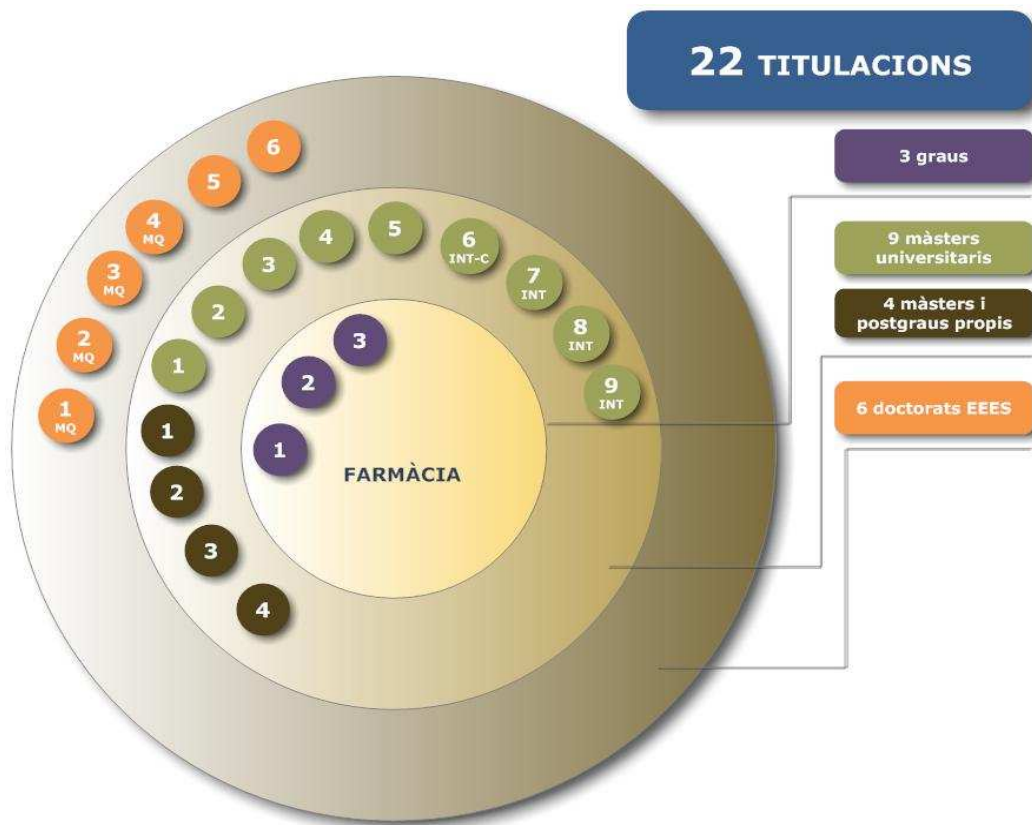 22 TITULACIONS
3 graus
9 màsters
universitaris
4 màsters i
postgraus propis
6 doctorats EEES
6
5
4
MQ
3
MQ
2
MQ
1
MQ
1
2
3
4
5
6
INT-C
7
INT
8
INT
9
INT
1
2
3
4
3
2
1
FARMÀCIA